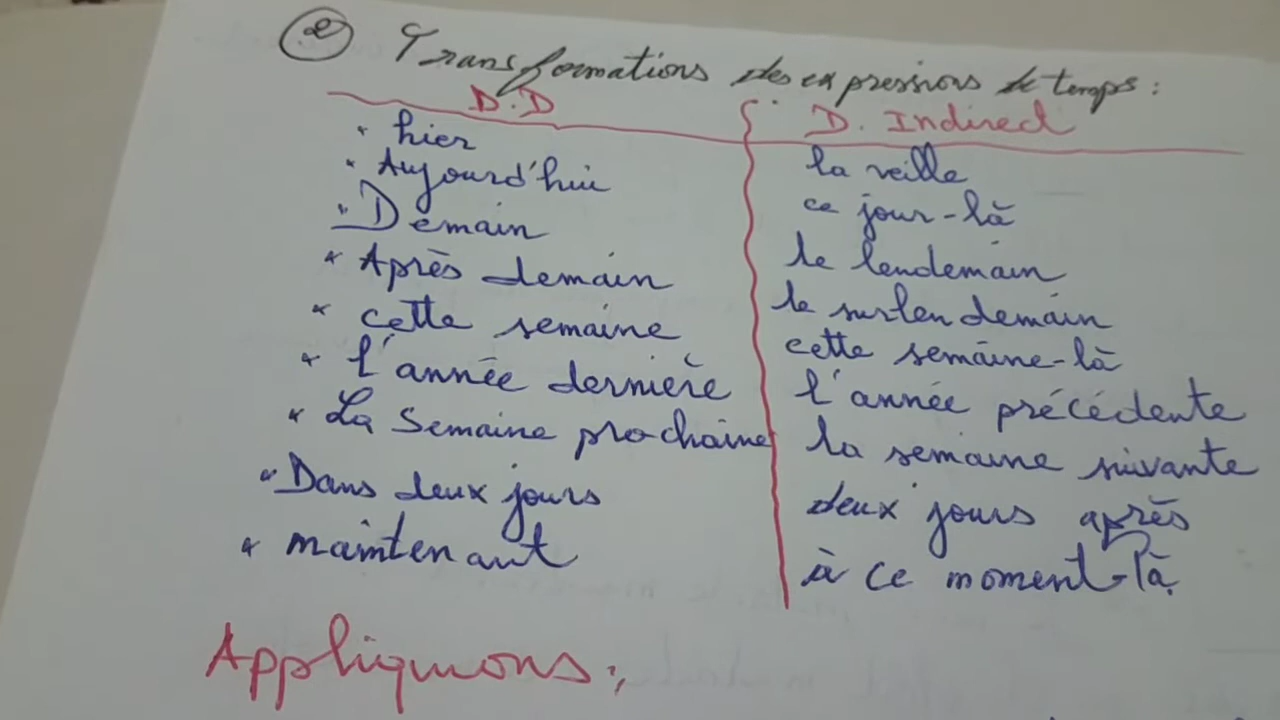 ② Transformations des expressions de temps :
D.D D. Indirect
* hier la veille
* Aujourd'hui ce jour-là
* Demain le lendemain
* Après demain le surlendemain
* cette semaine cette semaine-là
* l'année dernière l'année précédente
* La Semaine prochaine la semaine suivante
* Dans deux jours deux jours après
* maintenant à ce moment-là
Appliquons :